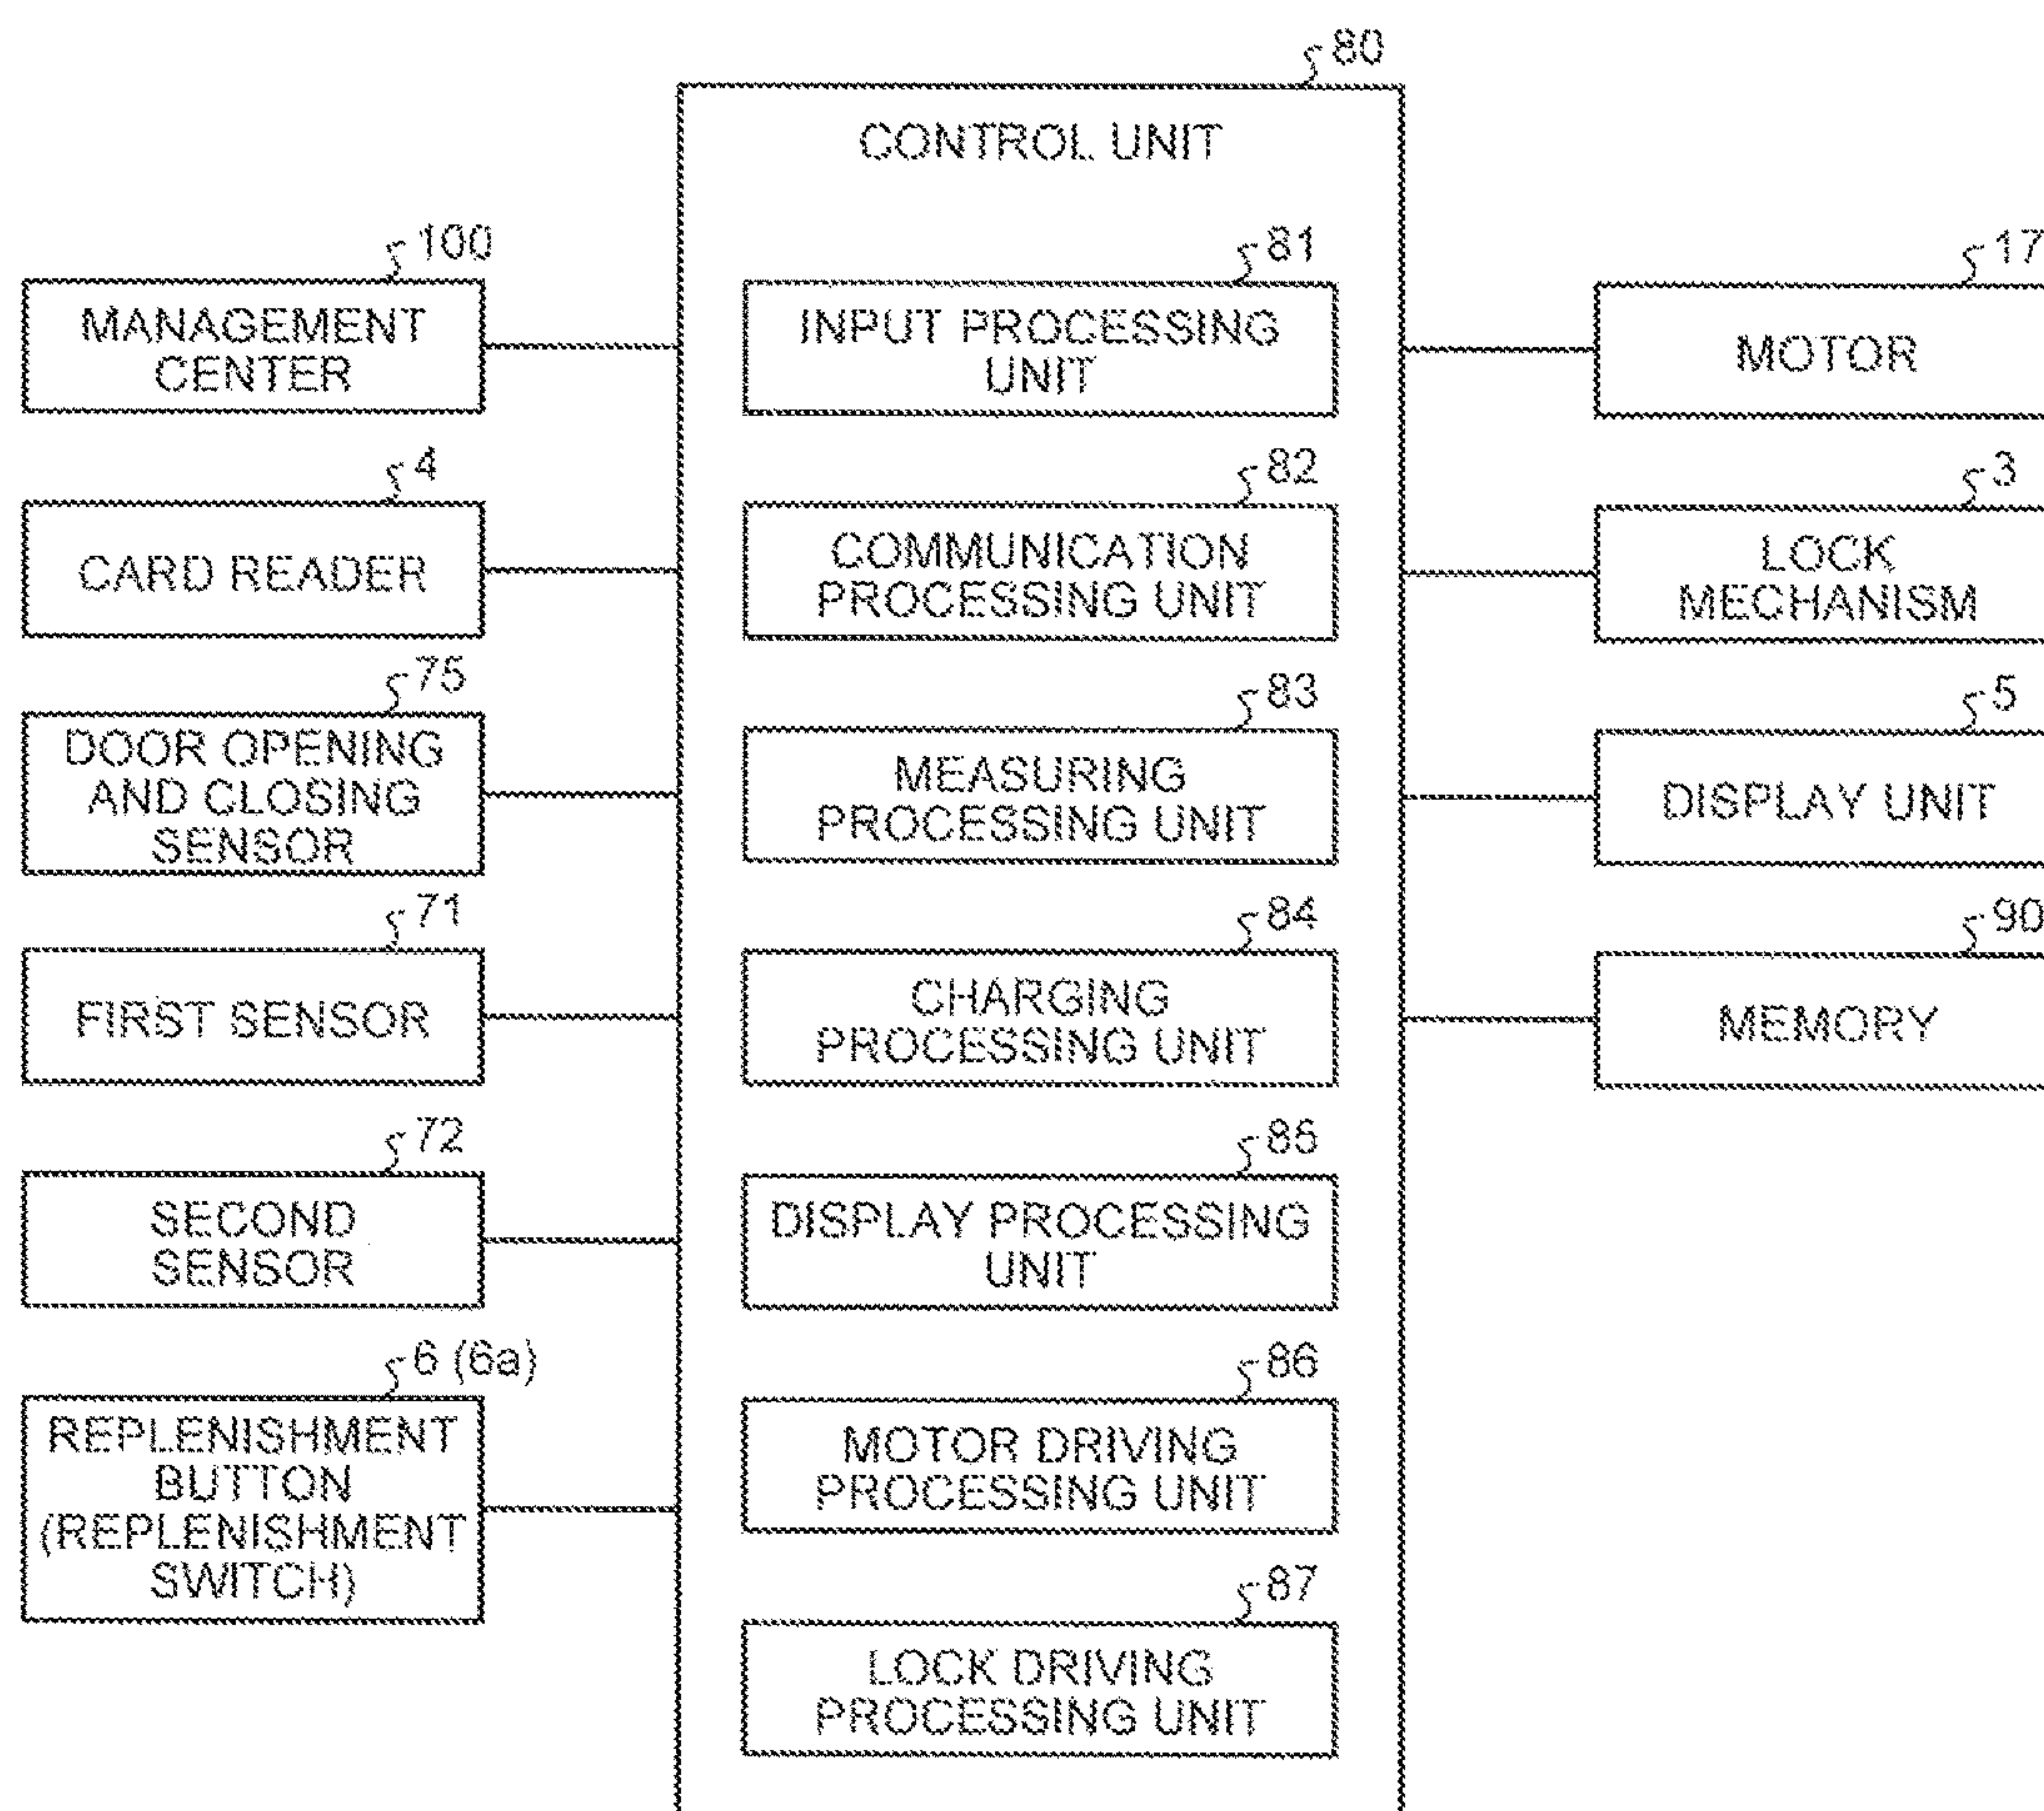 80
CONTROL UNIT
100
MANAGEMENT
CENTER
4
CARD READER
75
DOOR OPENING
AND CLOSING
SENSOR
71
FIRST SENSOR
72
SECOND
SENSOR
6 (6a)
REPLENISHMENT
BUTTON
(REPLENISHMENT
SWITCH)
81
INPUT PROCESSING
UNIT
82
COMMUNICATION
PROCESSING UNIT
83
MEASURING
PROCESSING UNIT
84
CHARGING
PROCESSING UNIT
85
DISPLAY PROCESSING
UNIT
86
MOTOR DRIVING
PROCESSING UNIT
87
LOCK DRIVING
PROCESSING UNIT
17
MOTOR
3
LOCK
MECHANISM
5
DISPLAY UNIT
90
MEMORY